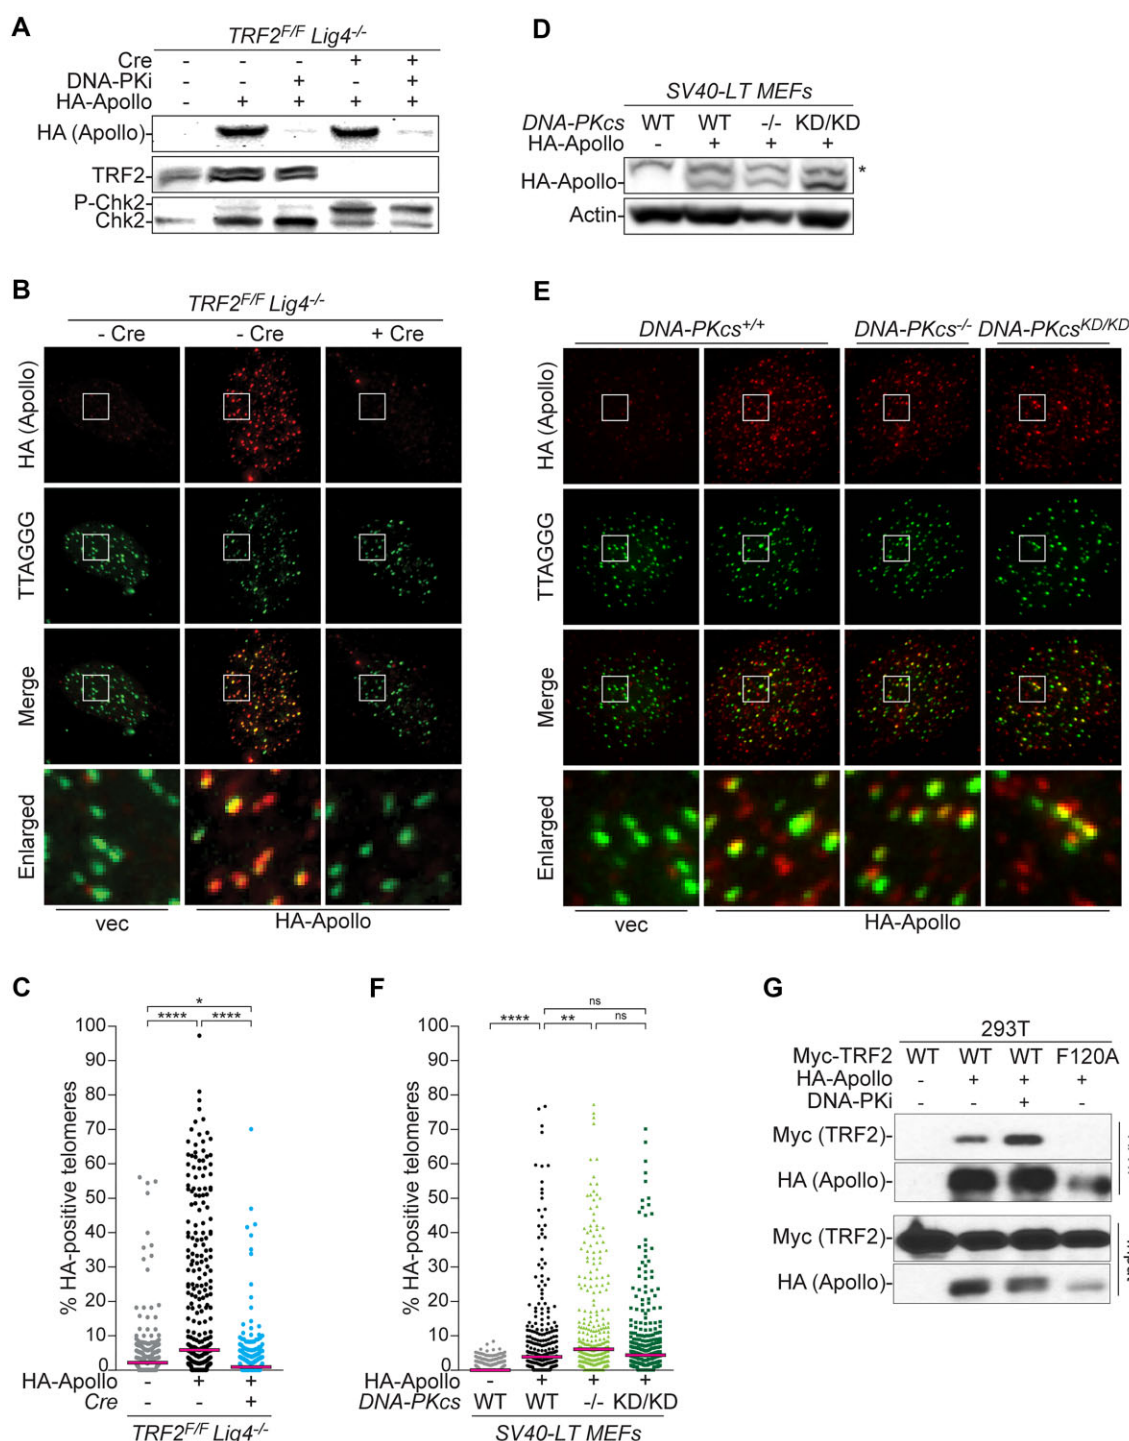 A
TRF2F/F Lig4-/-
Cre - - - + +
DNA-PKi - - + - +
HA-Apollo - + + + +
HA (Apollo)-
TRF2-
P-Chk2
Chk2
D
SV40-LT MEFs
DNA-PKcs WT WT -/- KD/KD
HA-Apollo - + + +
HA-Apollo-
*
Actin-
B
TRF2F/F Lig4-/-
- Cre - Cre + Cre
HA (Apollo)
TTAGGG
Merge
Enlarged
vec HA-Apollo
E
DNA-PKcs+/+ DNA-PKcs-/- DNA-PKcsKD/KD
HA (Apollo)
TTAGGG
Merge
Enlarged
vec HA-Apollo
C
*
**** ****
% HA-positive telomeres
100
90
80
70
60
50
40
30
20
10
0
HA-Apollo - + +
Cre - - +
TRF2F/F Lig4-/-
F
ns
**** ** ns
% HA-positive telomeres
100
90
80
70
60
50
40
30
20
10
0
HA-Apollo - + + +
DNA-PKcs WT WT -/- KD/KD
SV40-LT MEFs
G
293T
Myc-TRF2 WT WT WT F120A
HA-Apollo - + + +
DNA-PKi - - + -
Myc (TRF2)-
HA (Apollo)-
Myc (TRF2)-
HA (Apollo)-